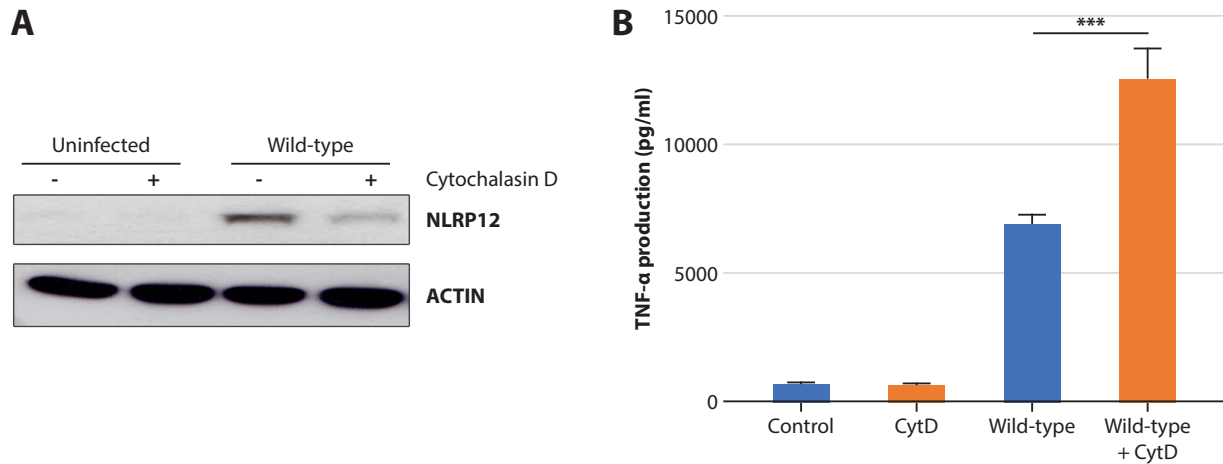 A
Uninfected Wild-type
- + - + Cytochalasin D
NLRP12
ACTIN
B
TNF-α production (pg/ml)
15000
10000
5000
0
***
Control CytD Wild-type Wild-type
+ CytD